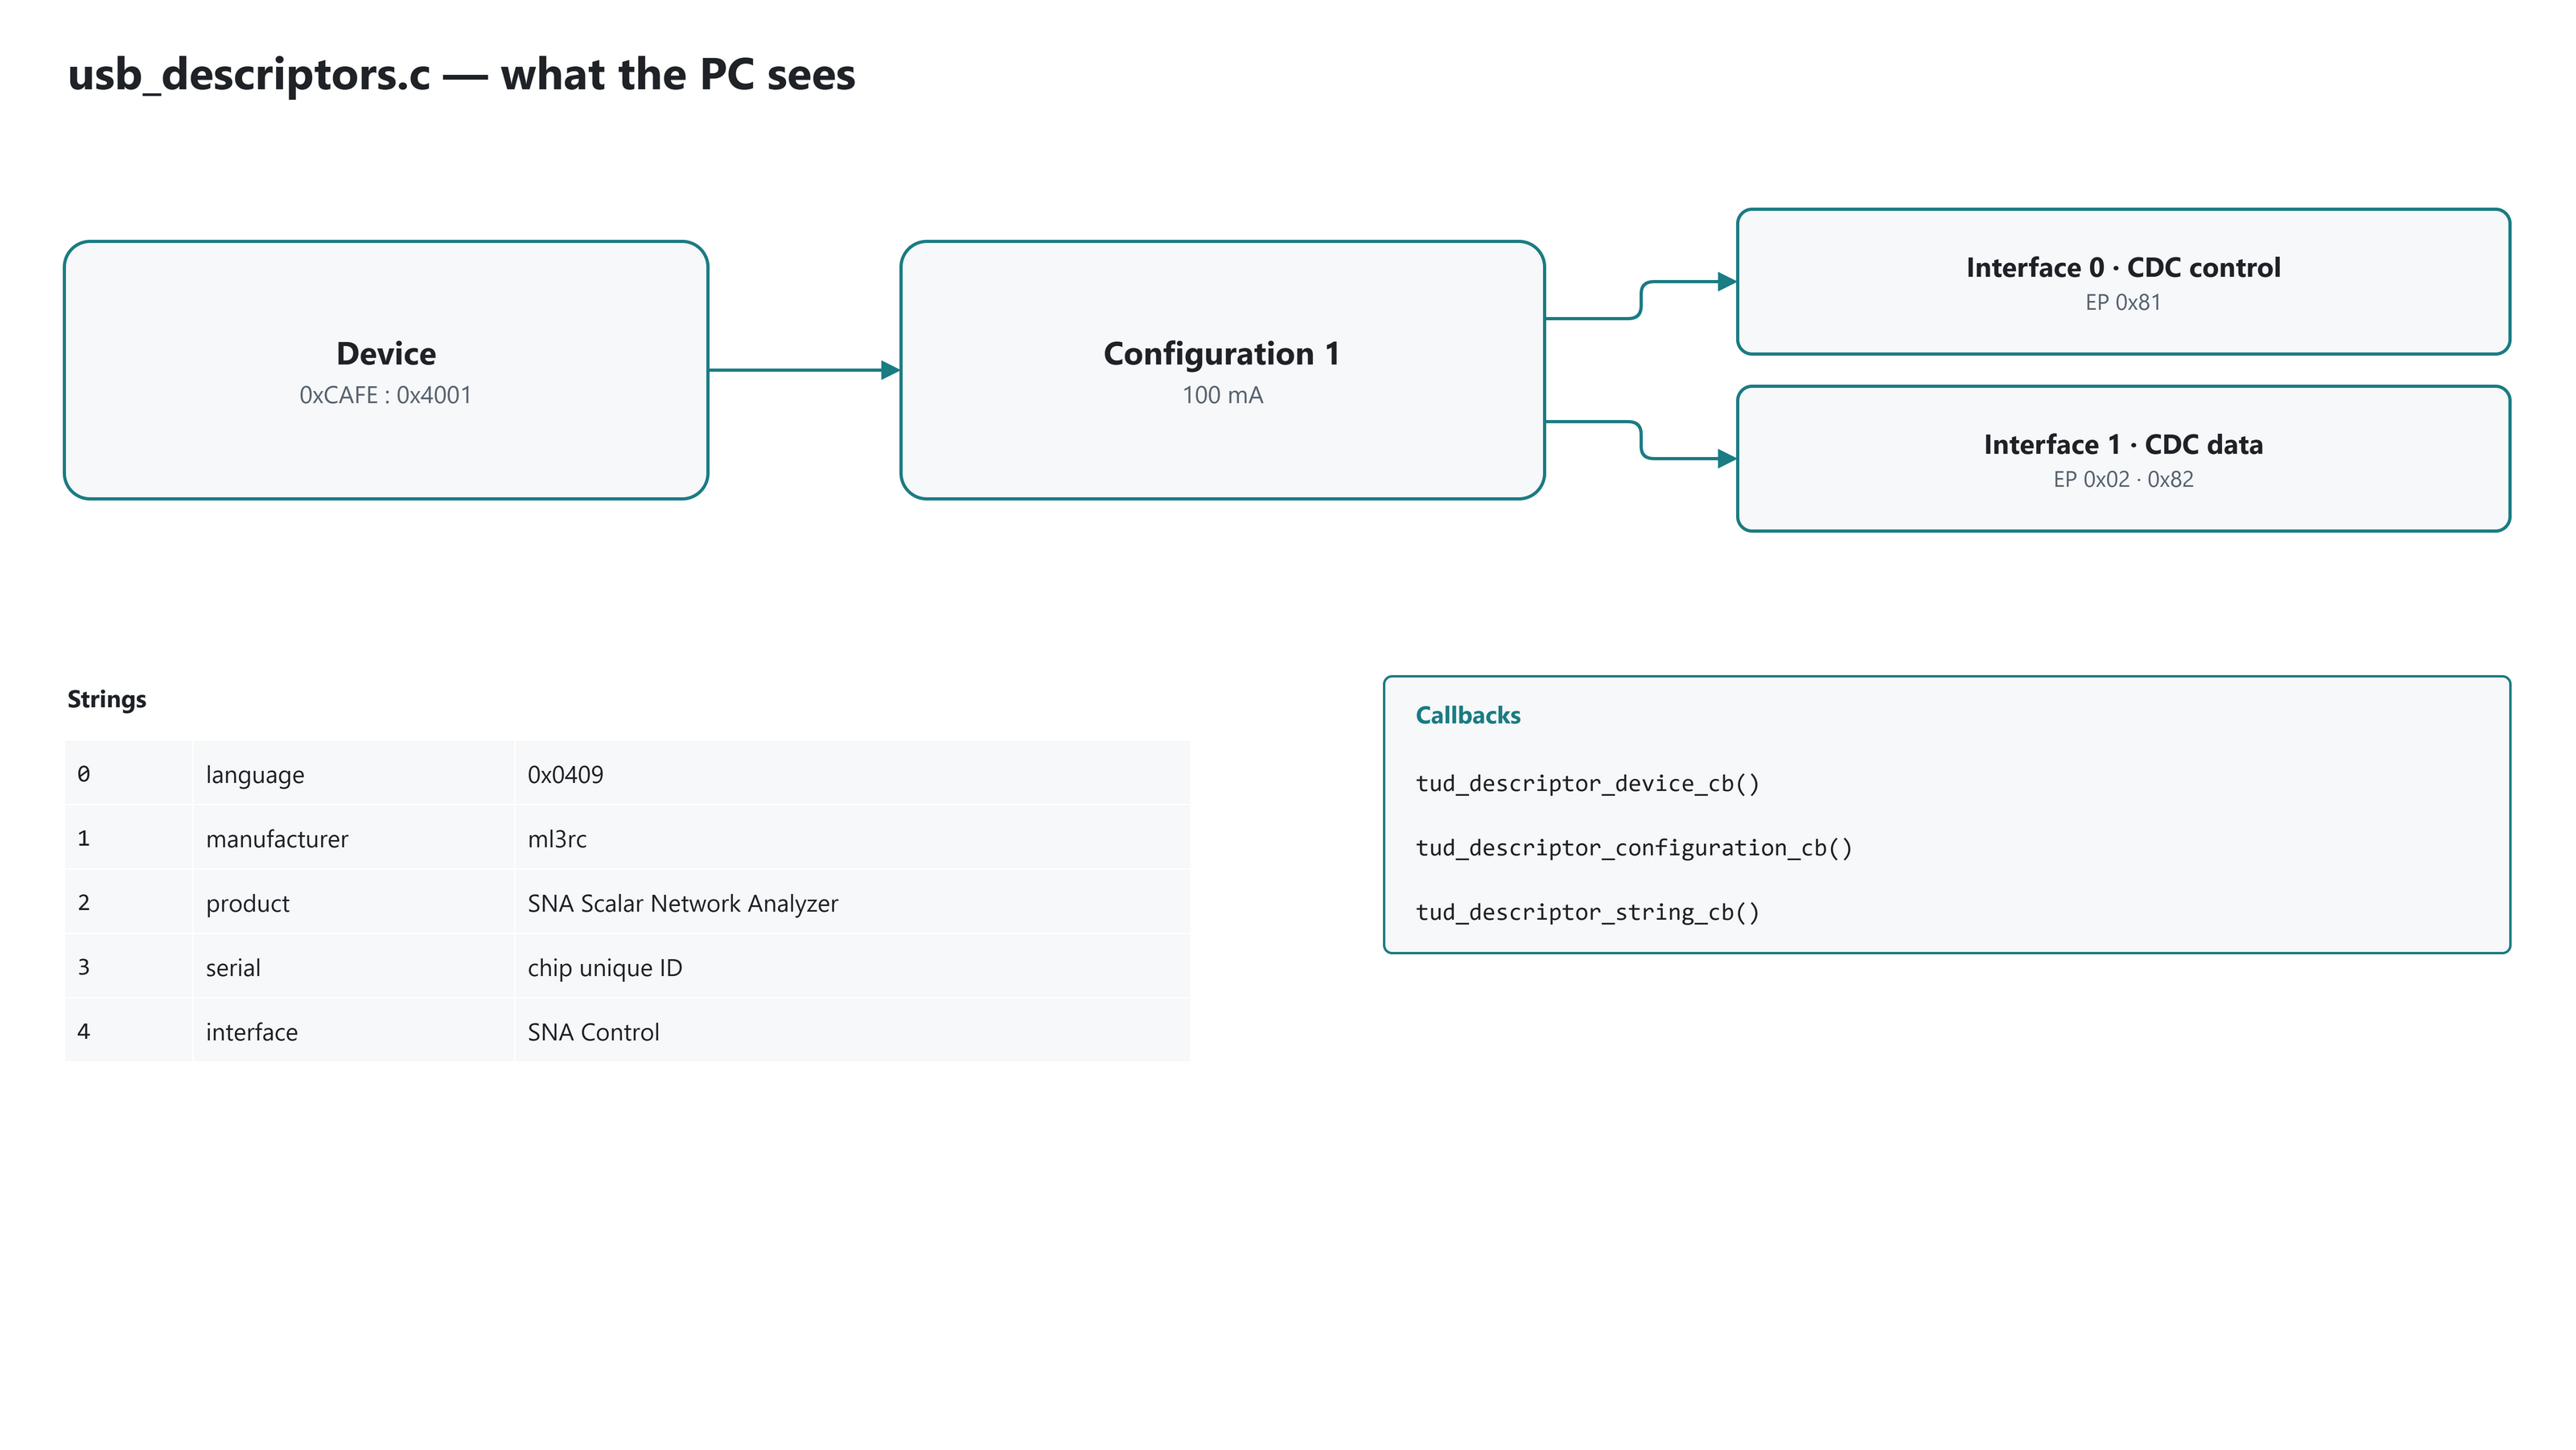 usb_descriptors.c — what the PC sees
Device
0xCAFE : 0x4001
Configuration 1
100 mA
Interface 0 · CDC control
EP 0x81
Interface 1 · CDC data
EP 0x02 · 0x82
Strings
0 language 0x0409
1 manufacturer ml3rc
2 product SNA Scalar Network Analyzer
3 serial chip unique ID
4 interface SNA Control
Callbacks
tud_descriptor_device_cb()
tud_descriptor_configuration_cb()
tud_descriptor_string_cb()